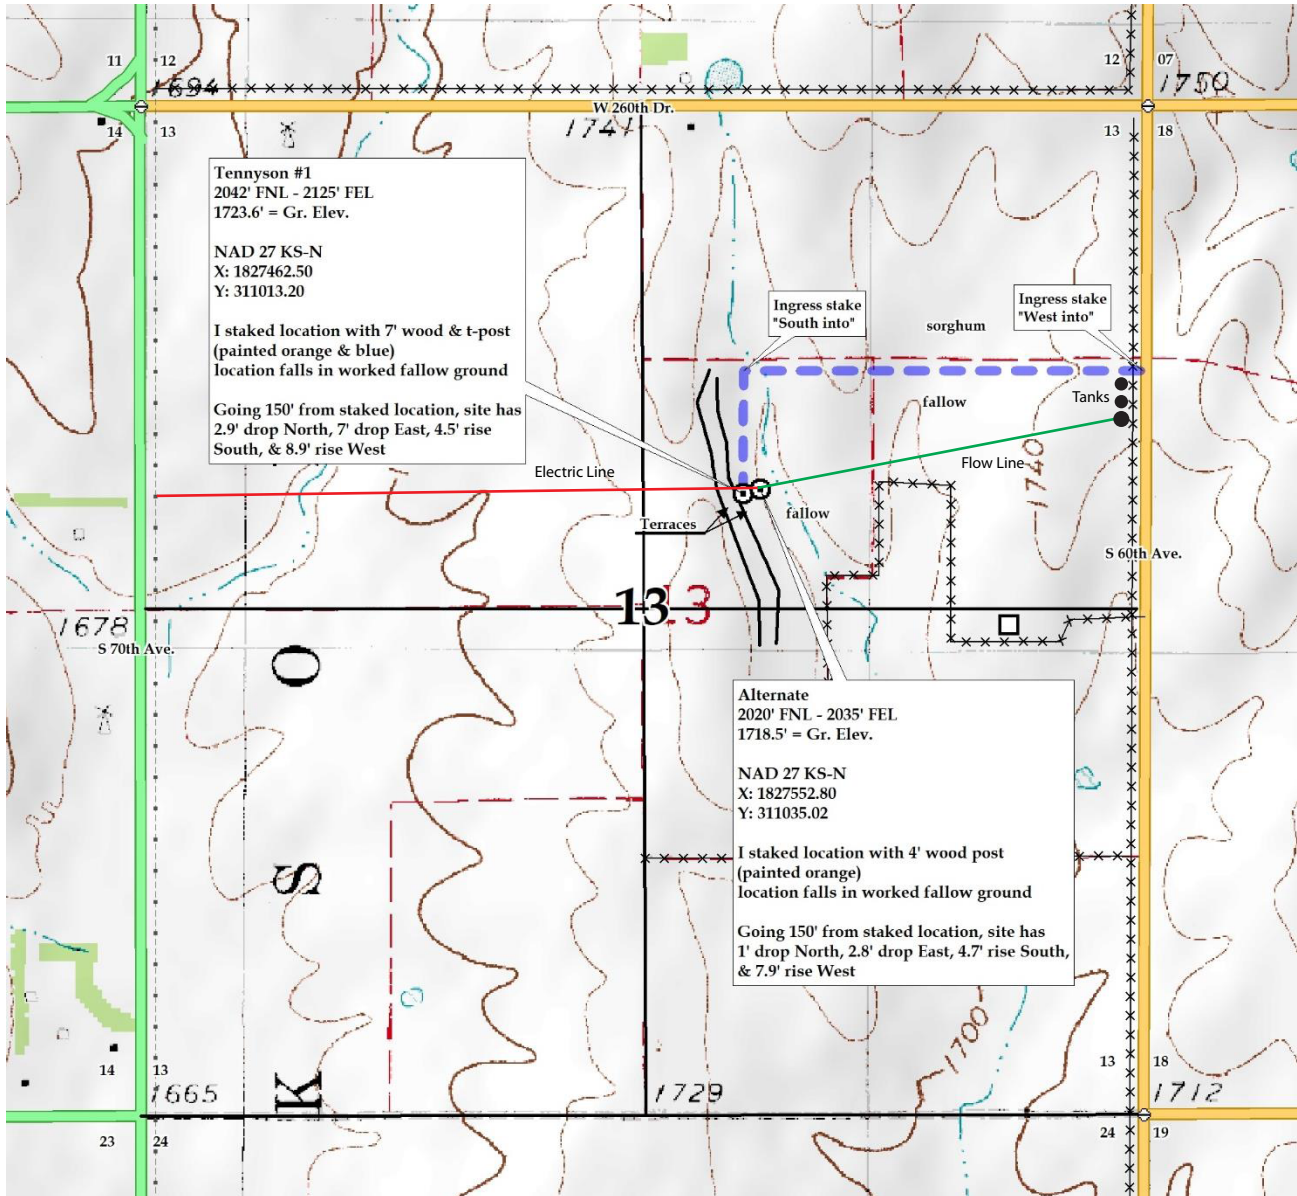 11
12
12
07
1694
1750
W 260th Dr.
14
13
1741
13
18
Tennyson #1
2042' FNL - 2125' FEL
1723.6' = Gr. Elev.
NAD 27 KS-N
X: 1827462.50
Y: 311013.20
I staked location with 7' wood & t-post
(painted orange & blue)
location falls in worked fallow ground
Going 150' from staked location, site has
2.9' drop North, 7' drop East, 4.5' rise
South, & 8.9' rise West
Ingress stake
"South into"
Ingress stake
"West into"
sorghum
Tanks
fallow
1740
Electric Line
Flow Line
Terraces
fallow
S 60th Ave.
13
13
1678
S 70th Ave.
O
S
K
Alternate
2020' FNL - 2035' FEL
1718.5' = Gr. Elev.
NAD 27 KS-N
X: 1827552.80
Y: 311035.02
I staked location with 4' wood post
(painted orange)
location falls in worked fallow ground
Going 150' from staked location, site has
1' drop North, 2.8' drop East, 4.7' rise South,
& 7.9' rise West
1700
14
13
13
18
1665
1729
1712
23
24
24
19